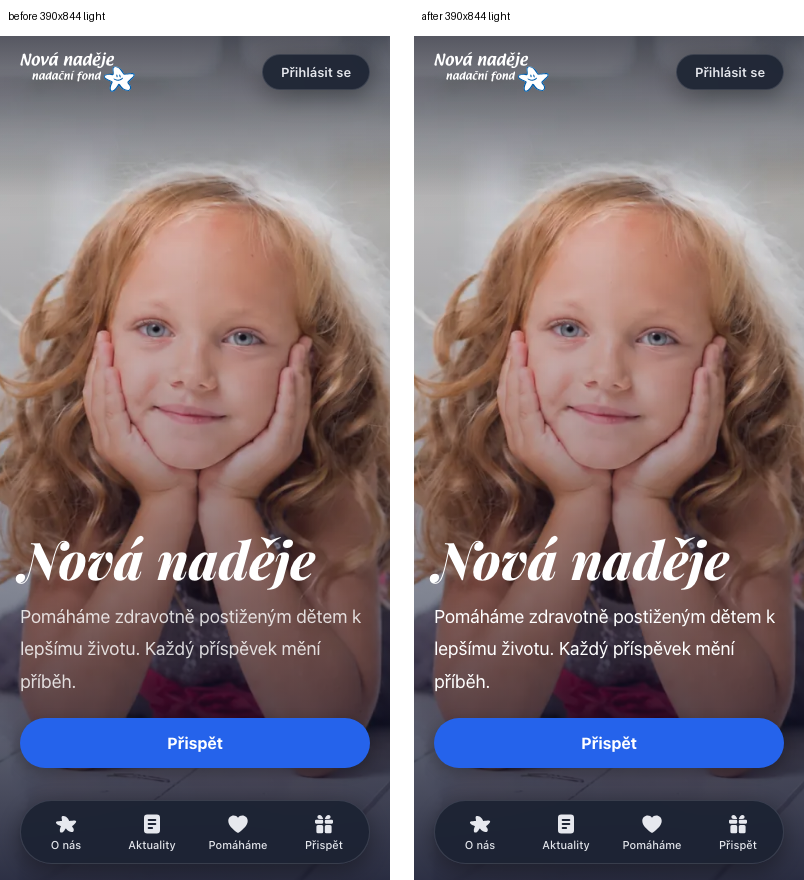 before 390x844 light
Nová naděje
nadační fond
Přihlásit se
Nová naděje
Pomáháme zdravotně postiženým dětem k
lepšímu životu. Každý příspěvek mění
příběh.
Přispět
O nás
Aktuality
Pomáháme
Přispět
after 390x844 light
Nová naděje
nadační fond
Přihlásit se
Nová naděje
Pomáháme zdravotně postiženým dětem k
lepšímu životu. Každý příspěvek mění
příběh.
Přispět
O nás
Aktuality
Pomáháme
Přispět